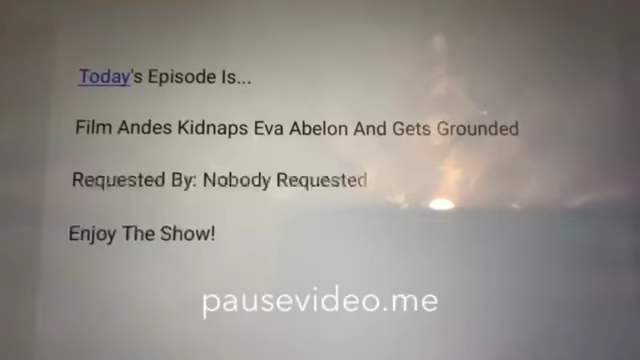 Today's Episode Is...
Film Andes Kidnaps Eva Abelon And Gets Grounded
Requested By: Nobody Requested
Enjoy The Show!
pausevideo.me